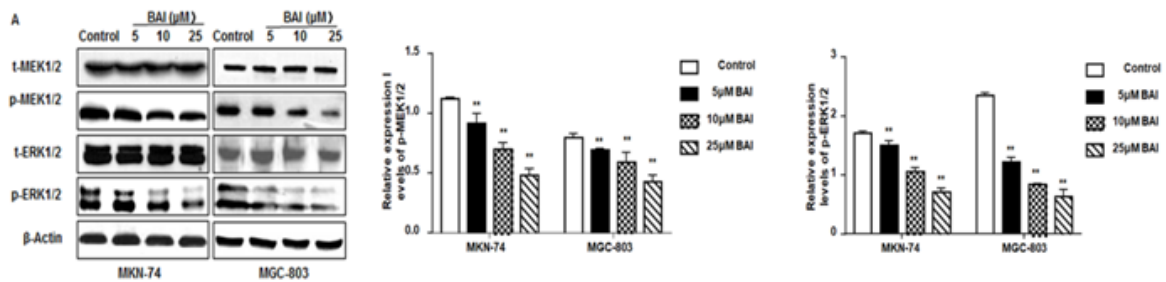 A
BAI (μM)
BAI (μM)
Control 5 10 25 Control 5 10 25
t-MEK1/2
p-MEK1/2
t-ERK1/2
p-ERK1/2
β-Actin
MKN-74 MGC-803
Relative expression l
evels of p-MEK1/2
1.5
1.0
0.5
0.0
MKN-74 MGC-803
** ** ** ** ** **
Control
5μM BAI
10μM BAI
25μM BAI
Relative expression
levels of p-ERK1/2
3
2
1
0
MKN-74 MGC-803
** ** ** ** ** **
Control
5μM BAI
10μM BAI
25μM BAI